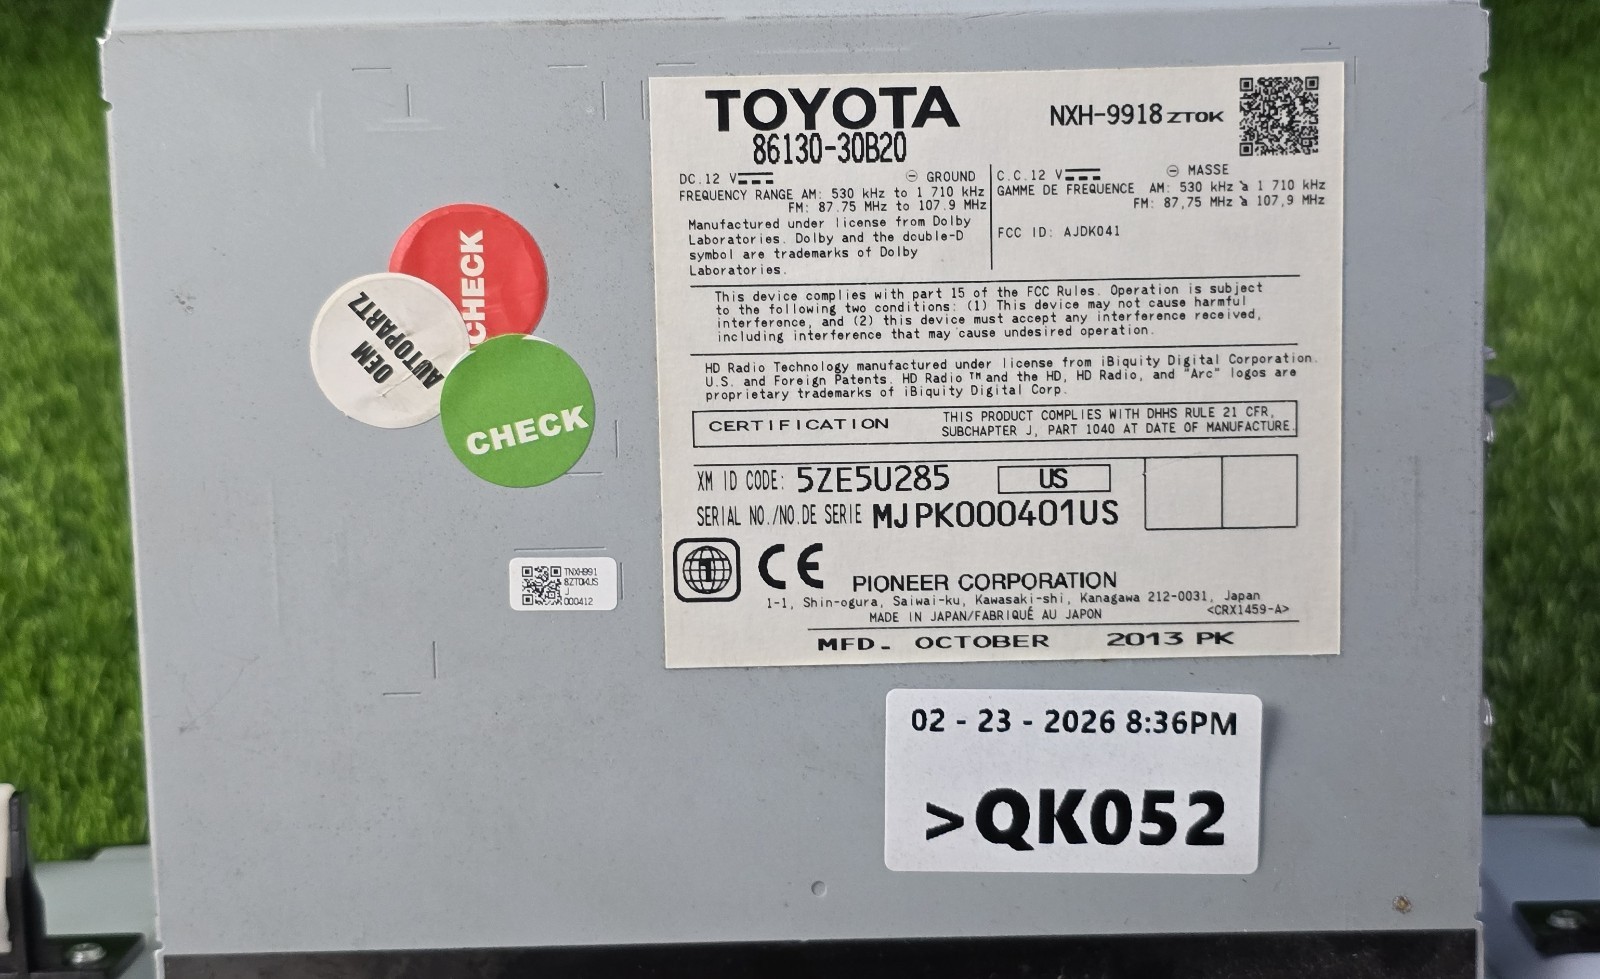 TOYOTA
86130-30B20
NXH-9918 ZTOK
DC.12 V
⊖ GROUND
FREQUENCY RANGE AM: 530 kHz to 1 710 kHz
FM: 87.75 MHz to 107.9 MHz
Manufactured under license from Dolby
Laboratories. Dolby and the double-D
symbol are trademarks of Dolby
Laboratories.
C.C.12 V
⊖ MASSE
GAMME DE FREQUENCE AM: 530 kHz à 1 710 kHz
FM: 87,75 MHz à 107,9 MHz
FCC ID: AJDK041
This device complies with part 15 of the FCC Rules. Operation is subject
to the following two conditions: (1) This device may not cause harmful
interference, and (2) this device must accept any interference received,
including interference that may cause undesired operation.
HD Radio Technology manufactured under license from iBiquity Digital Corporation.
U.S. and Foreign Patents. HD Radio ™ and the HD, HD Radio, and "Arc" logos are
proprietary trademarks of iBiquity Digital Corp.
CERTIFICATION
THIS PRODUCT COMPLIES WITH DHHS RULE 21 CFR,
SUBCHAPTER J, PART 1040 AT DATE OF MANUFACTURE.
XM ID CODE: 5ZE5U285 US
SERIAL NO./NO.DE SERIE MJPK000401US
1 CE
PIONEER CORPORATION
1-1, Shin-ogura, Saiwai-ku, Kawasaki-shi, Kanagawa 212-0031, Japan
MADE IN JAPAN/FABRIQUÉ AU JAPON <CRX1459-A>
MFD- OCTOBER 2013 PK
CHECK
OEM
AUTOPARTZ
CHECK
TNXH991
8ZTOKUS
J
000412
02 - 23 - 2026 8:36PM
>QK052